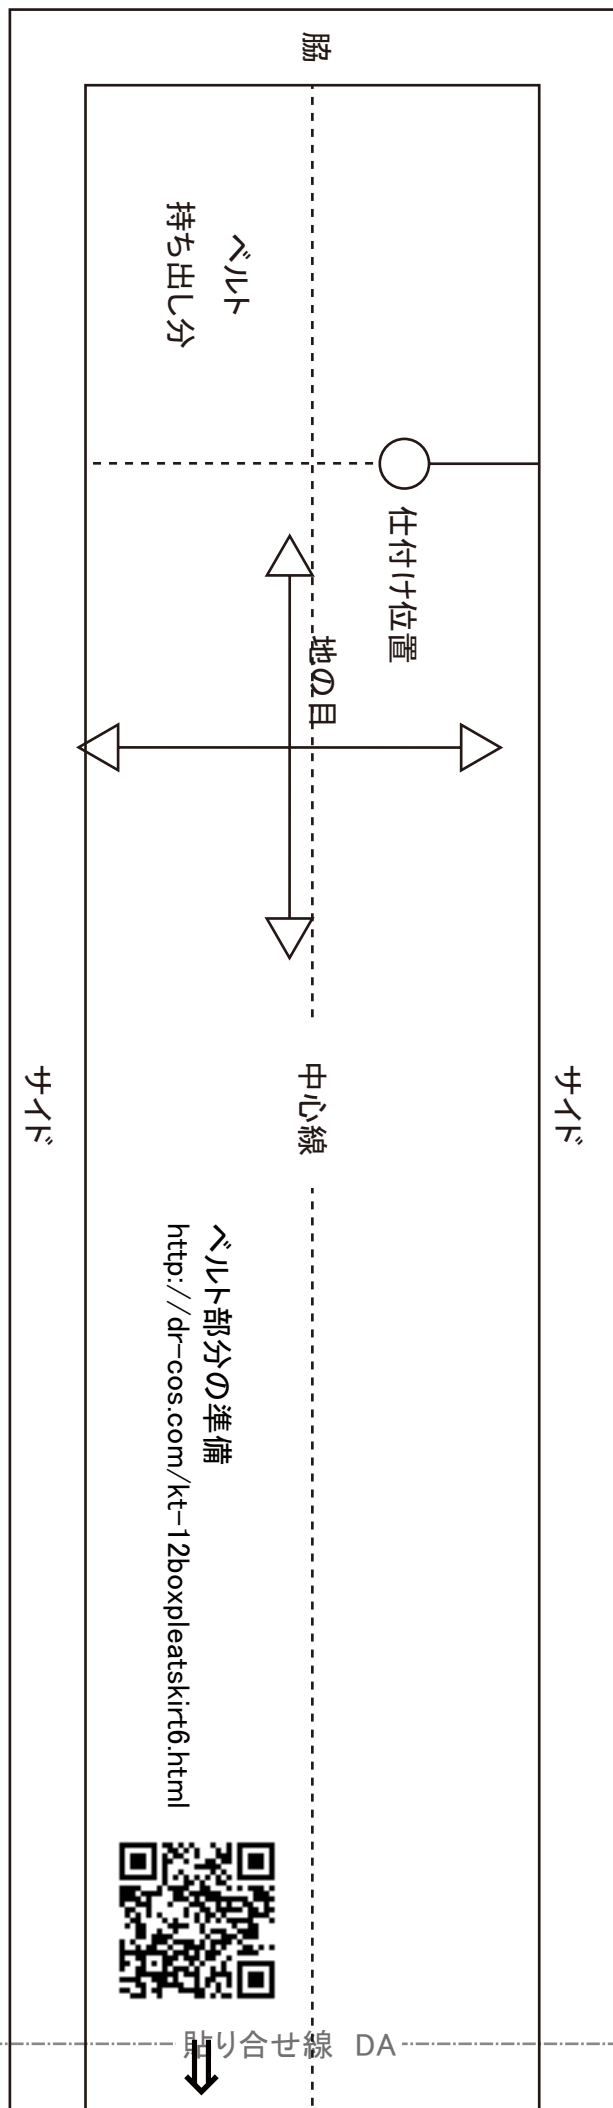 脇
ベルト
持ち出し分
仕付け位置
地の目
サイド
中心線
サイド
ベルト部分の準備
http://dr-cos.com/kt-12boxpleatskirt6.html
貼り合せ線 DA